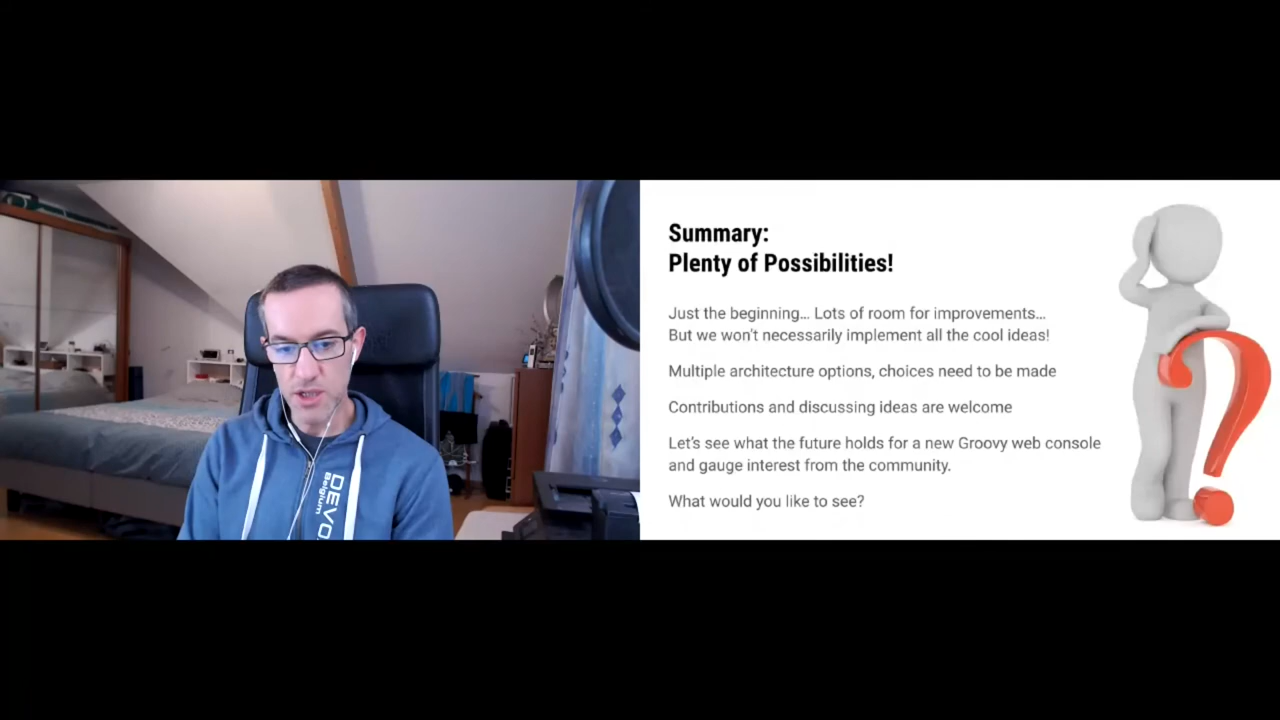 Summary:
Plenty of Possibilities!
Just the beginning... Lots of room for improvements...
But we won't necessarily implement all the cool ideas!
Multiple architecture options, choices need to be made
Contributions and discussing ideas are welcome
Let's see what the future holds for a new Groovy web console
and gauge interest from the community.
What would you like to see?
DEVO
Belgium